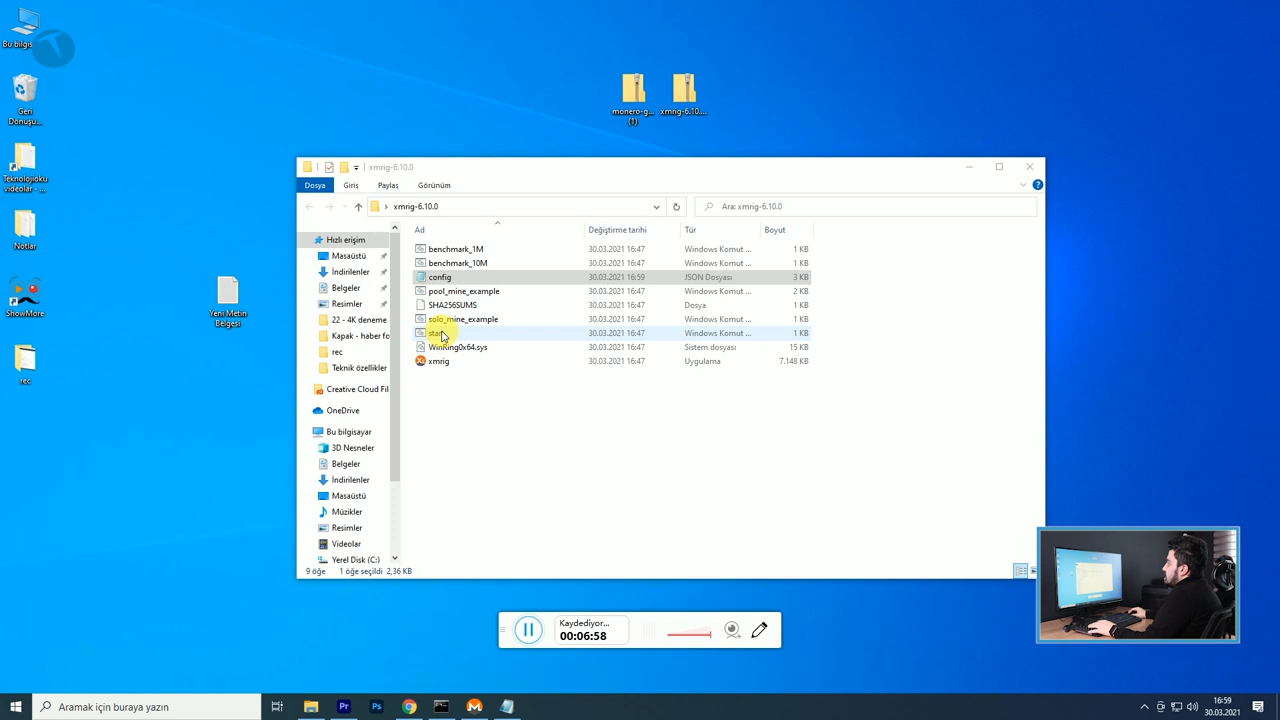 Bu bilgis
Geri
Dönüşü...
Teknolojioku
videolar - ...
Notlar
ShowMore
rec
Yeni Metin
Belgesi
monero-g...
(1)
xmrig-6.10....
xmrig-6.10.0
Dosya
Giriş
Paylaş
Görünüm
xmrig-6.10.0
Ara: xmrig-6.10.0
Ad
Değiştirme tarihi
Tür
Boyut
benchmark_1M 30.03.2021 16:47 Windows Komut ... 1 KB
benchmark_10M 30.03.2021 16:47 Windows Komut ... 1 KB
config 30.03.2021 16:59 JSON Dosyası 3 KB
pool_mine_example 30.03.2021 16:47 Windows Komut ... 2 KB
SHA256SUMS 30.03.2021 16:47 Dosya 1 KB
solo_mine_example 30.03.2021 16:47 Windows Komut ... 1 KB
start 30.03.2021 16:47 Windows Komut ... 1 KB
WinRing0x64.sys 30.03.2021 16:47 Sistem dosyası 15 KB
xmrig 30.03.2021 16:47 Uygulama 7.148 KB
Hızlı erişim
Masaüstü
İndirilenler
Belgeler
Resimler
22 - 4K deneme
Kapak - haber fo
rec
Teknik özellikler
Creative Cloud Fil
OneDrive
Bu bilgisayar
3D Nesneler
Belgeler
İndirilenler
Masaüstü
Müzikler
Resimler
Videolar
Yerel Disk (C:)
9 öğe
1 öğe seçildi 2,36 KB
Kaydediyor...
00:06:58
Aramak için buraya yazın
Pr
Ps
16:59
30.03.2021